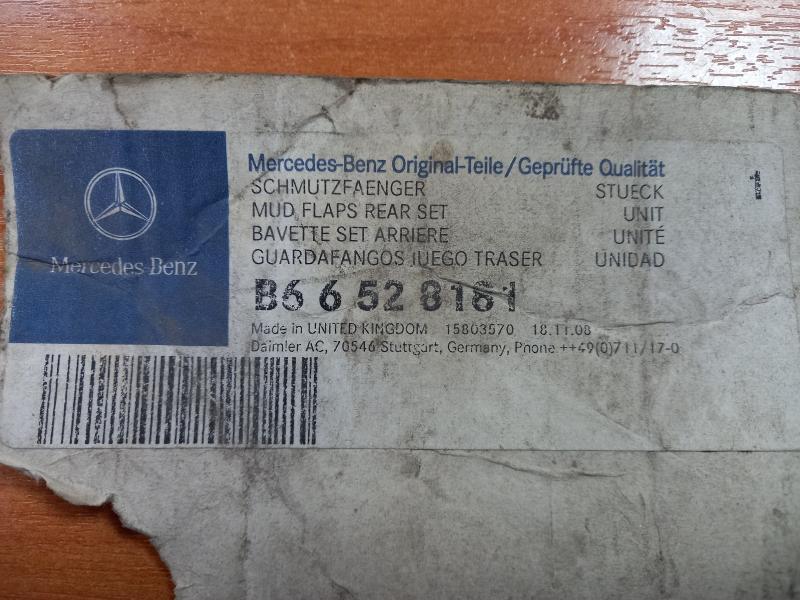 Mercedes-Benz
Mercedes-Benz Original-Teile/Geprüfte Qualität
SCHMUTZFAENGER STUECK
MUD FLAPS REAR SET UNIT
BAVETTE SET ARRIERE UNITÉ
GUARDAFANGOS JUEGO TRASER UNIDAD
B6 6 52 8181
Made in UNITED KINGDOM 15803570 18.11.08
Daimler AC, 70546 Stuttgart, Germany, Phone ++49(0)711/17-0